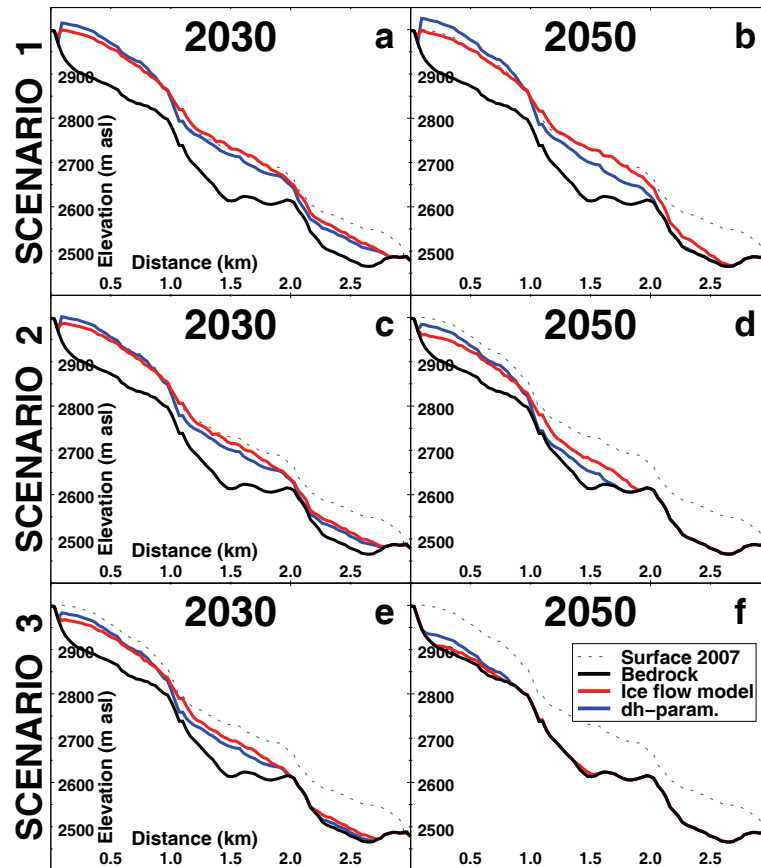 SCENARIO 1
2030
a
2900
2800
2700
2600
2500
Elevation (m asl)
Distance (km)
0.5 1.0 1.5 2.0 2.5
2050
b
2900
2800
2700
2600
2500
0.5 1.0 1.5 2.0 2.5
SCENARIO 2
2030
c
2900
2800
2700
2600
2500
Elevation (m asl)
Distance (km)
0.5 1.0 1.5 2.0 2.5
2050
d
2900
2800
2700
2600
2500
0.5 1.0 1.5 2.0 2.5
SCENARIO 3
2030
e
2900
2800
2700
2600
2500
Elevation (m asl)
Distance (km)
0.5 1.0 1.5 2.0 2.5
2050
f
2900
2800
2700
2600
2500
0.5 1.0 1.5 2.0 2.5
Surface 2007
Bedrock
Ice flow model
dh-param.